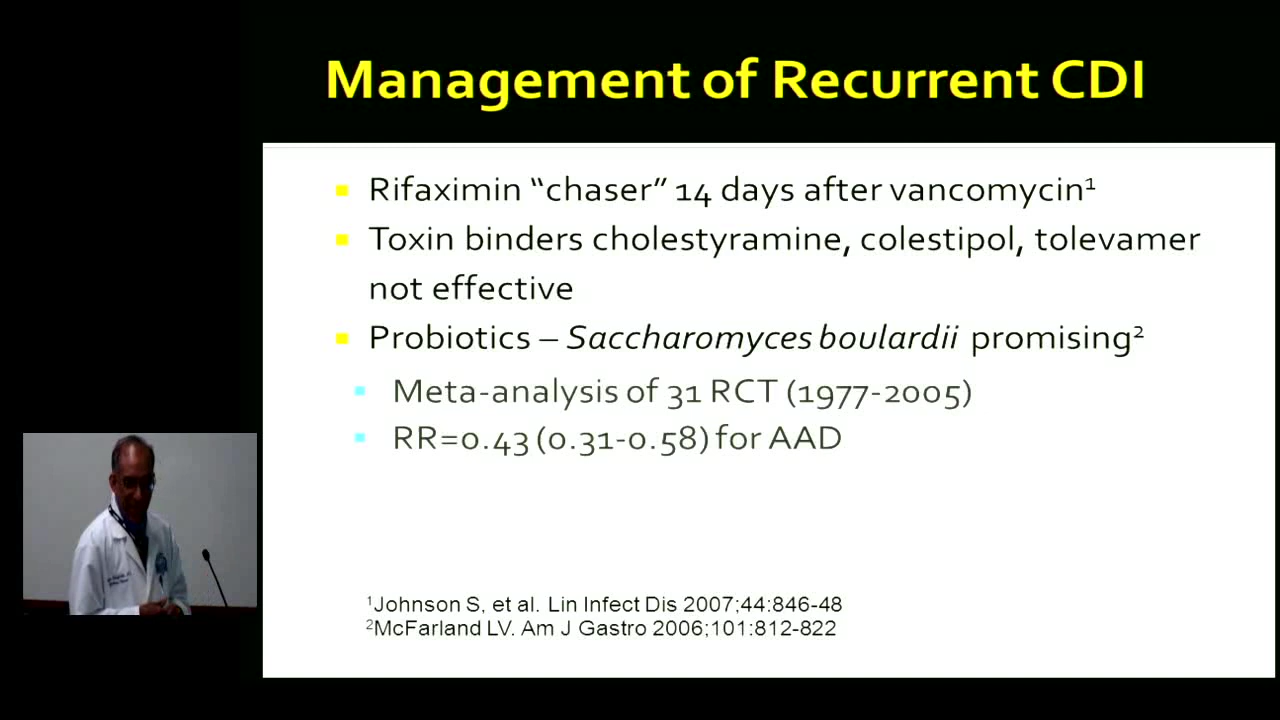 Management of Recurrent CDI
Rifaximin “chaser” 14 days after vancomycin¹
Toxin binders cholestyramine, colestipol, tolevamer
not effective
Probiotics – Saccharomyces boulardii promising²
Meta-analysis of 31 RCT (1977-2005)
RR=0.43 (0.31-0.58) for AAD
¹Johnson S, et al. Lin Infect Dis 2007;44:846-48
²McFarland LV. Am J Gastro 2006;101:812-822